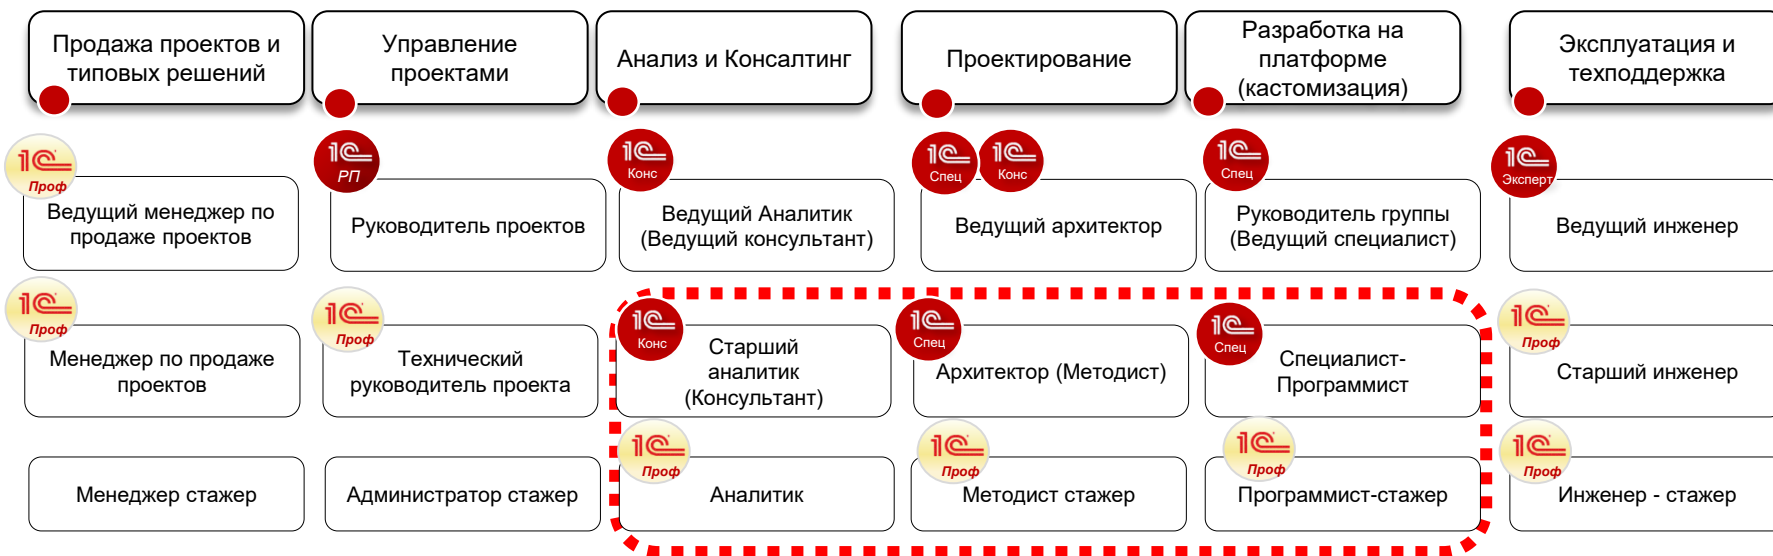 Продажа проектов и
типовых решений
Управление
проектами
Анализ и Консалтинг
Проектирование
Разработка на
платформе
(кастомизация)
Эксплуатация и
техподдержка
1С
Проф
Ведущий менеджер по
продаже проектов
1С
РП
Руководитель проектов
1С
Конс
Ведущий Аналитик
(Ведущий консультант)
1С
Спец
1С
Конс
Ведущий архитектор
1С
Спец
Руководитель группы
(Ведущий специалист)
1С
Эксперт
Ведущий инженер
1С
Проф
Менеджер по продаже
проектов
1С
Проф
Технический
руководитель проекта
1С
Конс
Старший
аналитик
(Консультант)
1С
Спец
Архитектор (Методист)
1С
Спец
Специалист-
Программист
1С
Проф
Старший инженер
Менеджер стажер
Администратор стажер
1С
Проф
Аналитик
1С
Проф
Методист стажер
1С
Проф
Программист-стажер
1С
Проф
Инженер - стажер